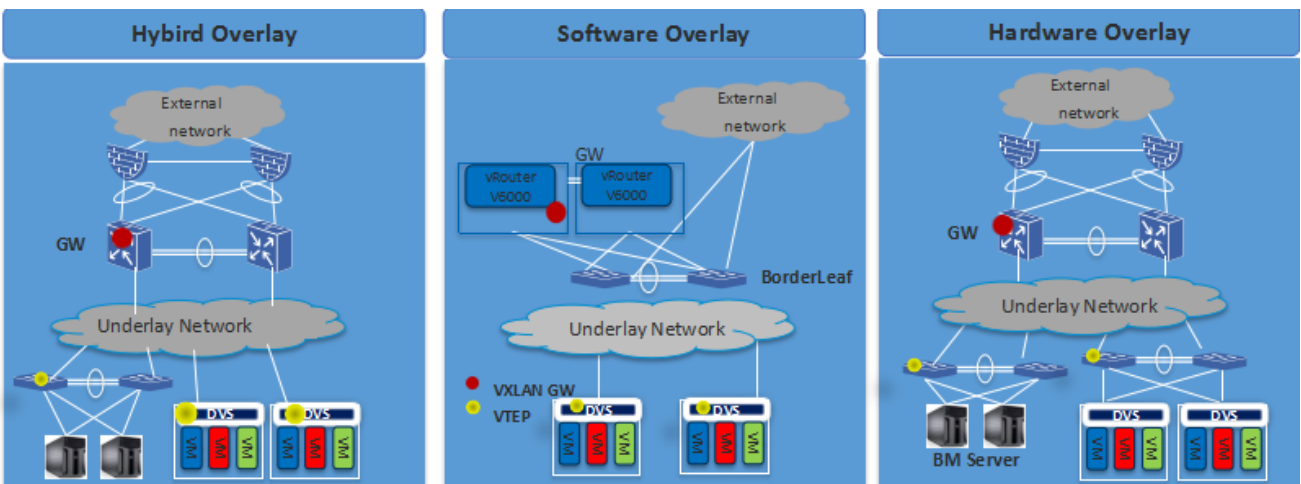 Hybird Overlay
External
network
GW
Underlay Network
DVS
DVS
VM
VM
VM
VM
VM
VM
Software Overlay
External
network
GW
vRouter
V6000
vRouter
V6000
BorderLeaf
Underlay Network
VXLAN GW
VTEP
DVS
DVS
VM
VM
VM
VM
VM
VM
Hardware Overlay
External
network
GW
Underlay Network
BM Server
DVS
DVS
VM
VM
VM
VM
VM
VM